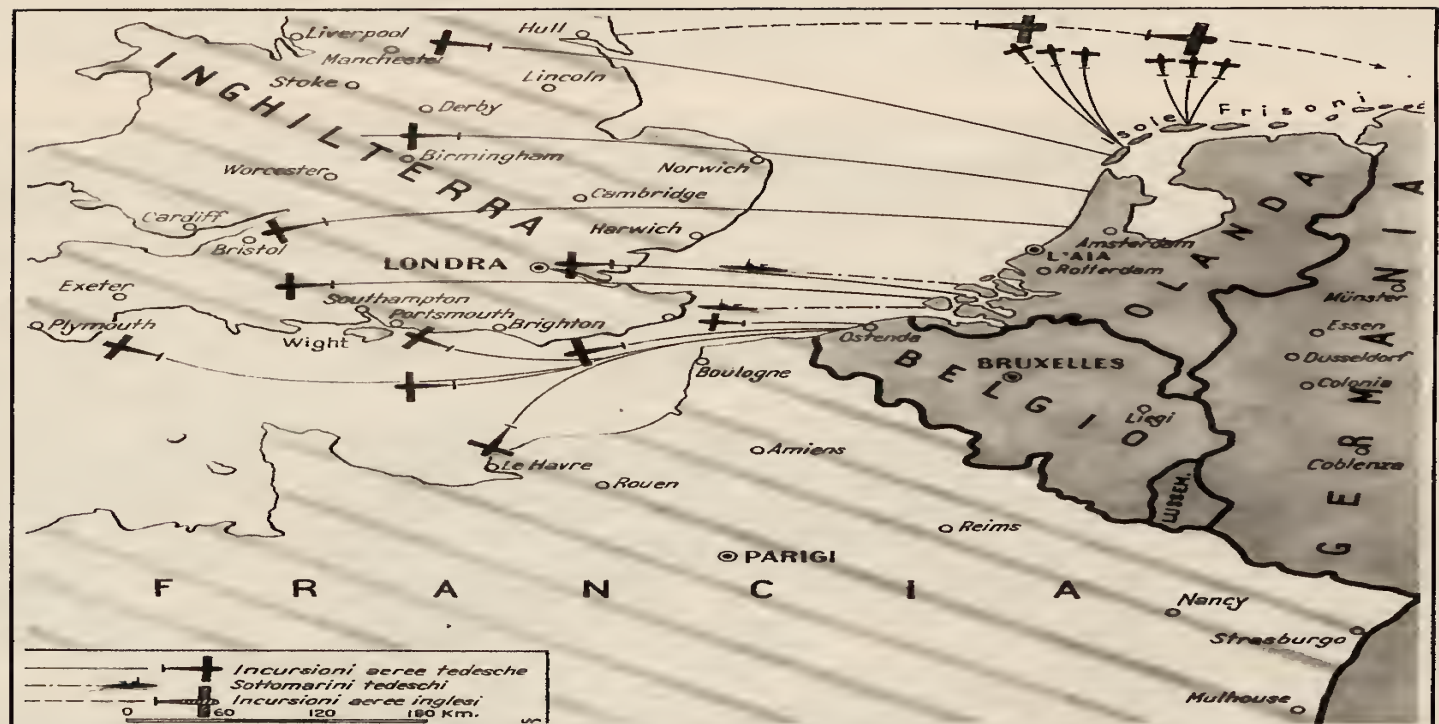 Liverpool
Hull
Manchester
Lincoln
Stoke
Derby
INGHILTERRA
Birmingham
Norwich
Worcester
Cambridge
Cardiff
Harwich
Bristol
LONDRA
Exeter
Southampton
Portsmouth
Brighton
Plymouth
Wight
Isole Frisoni
Amsterdam
L'AIA
Rotterdam
OLANDA
Ostenda
BELGIO
BRUXELLES
Liegi
Boulogne
LUSSEM.
GERMANIA
Münster
Essen
Dusseldorf
Colonia
Coblenza
Le Havre
Amiens
Rouen
Reims
PARIGI
FRANCIA
Nancy
Strasburgo
Mulhouse
Incursioni aeree tedesche
Sottomarini tedeschi
Incursioni aeree inglesi
0 60 120 180 Km.